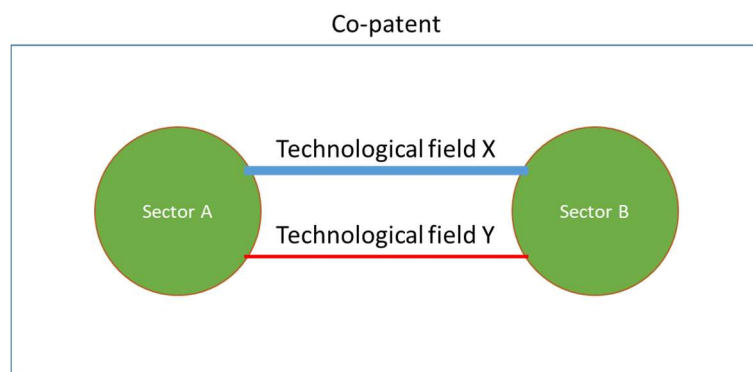 Co-patent
Technological field X
Sector A
Sector B
Technological field Y